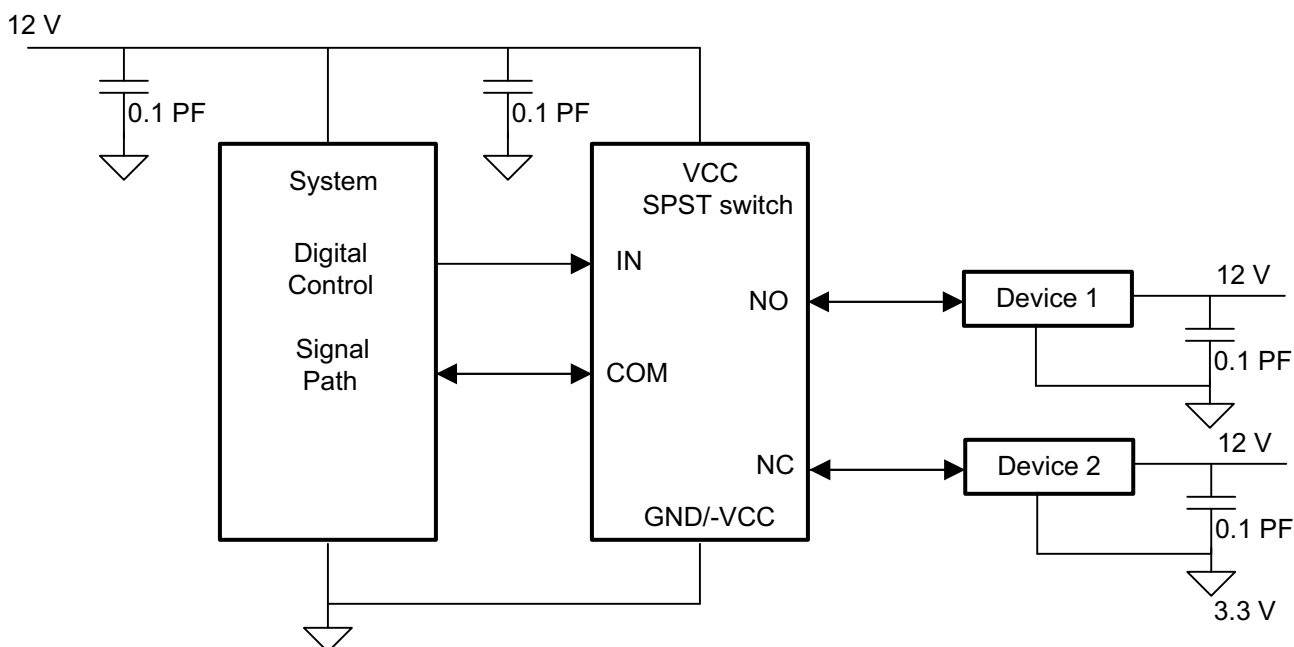 12 V
0.1 PF
0.1 PF
System
Digital
Control
Signal
Path
VCC
SPST switch
IN
COM
NO
NC
GND/-VCC
Device 1
12 V
0.1 PF
Device 2
12 V
0.1 PF
3.3 V